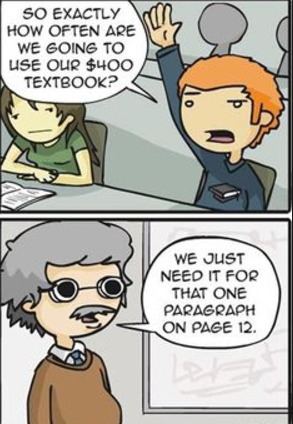 SO EXACTLY
HOW OFTEN ARE
WE GOING TO
USE OUR $400
TEXTBOOK?
WE JUST
NEED IT FOR
THAT ONE
PARAGRAPH
ON PAGE 12.